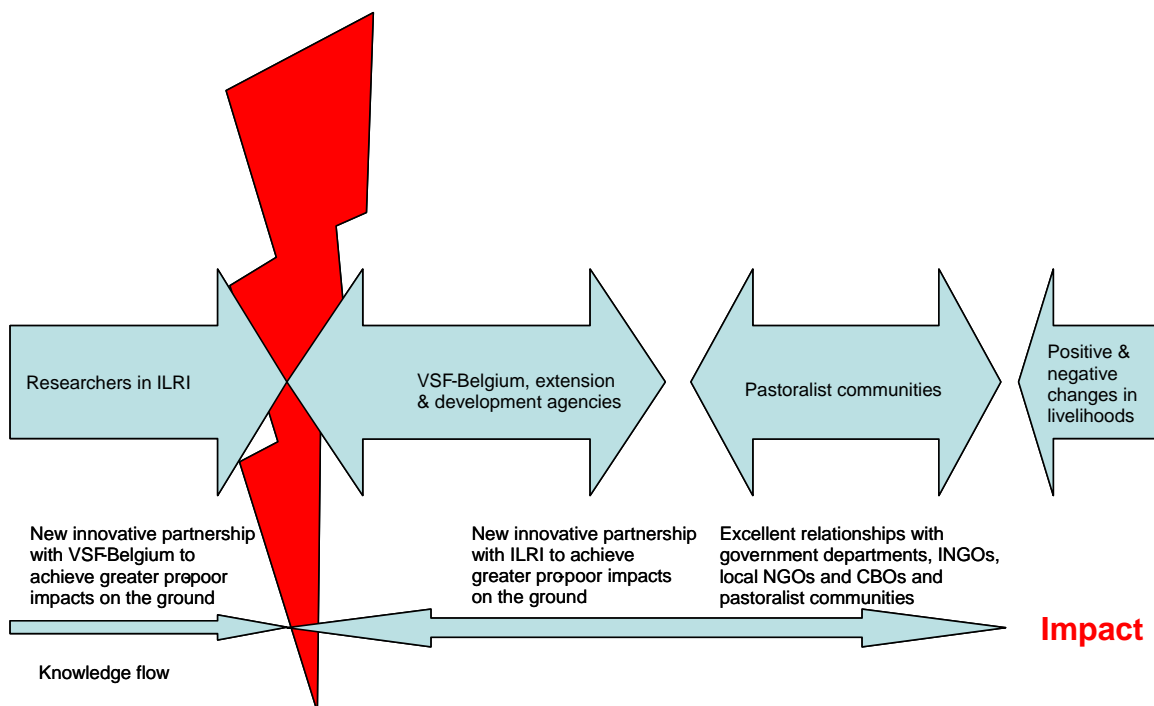 Researchers in ILRI
VSF-Belgium, extension
& development agencies
Pastoralist communities
Positive &
negative
changes in
livelihoods
New innovative partnership
with VSF-Belgium to
achieve greater pro-poor
impacts on the ground
New innovative partnership
with ILRI to achieve
greater pro-poor impacts
on the ground
Excellent relationships with
government departments, INGOs,
local NGOs and CBOs and
pastoralist communities
Impact
Knowledge flow